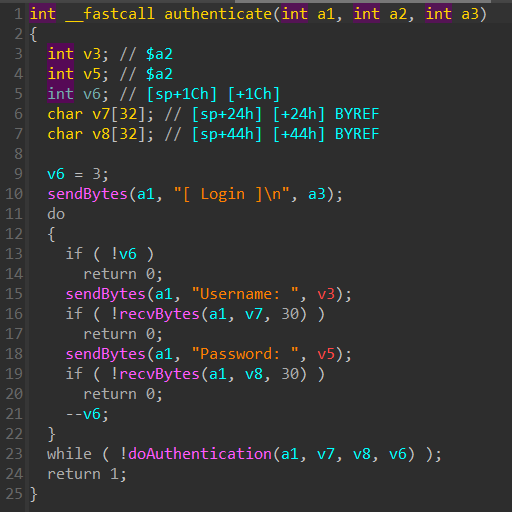 1 int __fastcall authenticate(int a1, int a2, int a3)
2 {
3   int v3; // $a2
4   int v5; // $a2
5   int v6; // [sp+1Ch] [+1Ch]
6   char v7[32]; // [sp+24h] [+24h] BYREF
7   char v8[32]; // [sp+44h] [+44h] BYREF
8
9   v6 = 3;
10   sendBytes(a1, "[ Login ]\n", a3);
11   do
12   {
13     if ( !v6 )
14       return 0;
15     sendBytes(a1, "Username: ", v3);
16     if ( !recvBytes(a1, v7, 30) )
17       return 0;
18     sendBytes(a1, "Password: ", v5);
19     if ( !recvBytes(a1, v8, 30) )
20       return 0;
21     --v6;
22   }
23   while ( !doAuthentication(a1, v7, v8, v6) );
24   return 1;
25 }